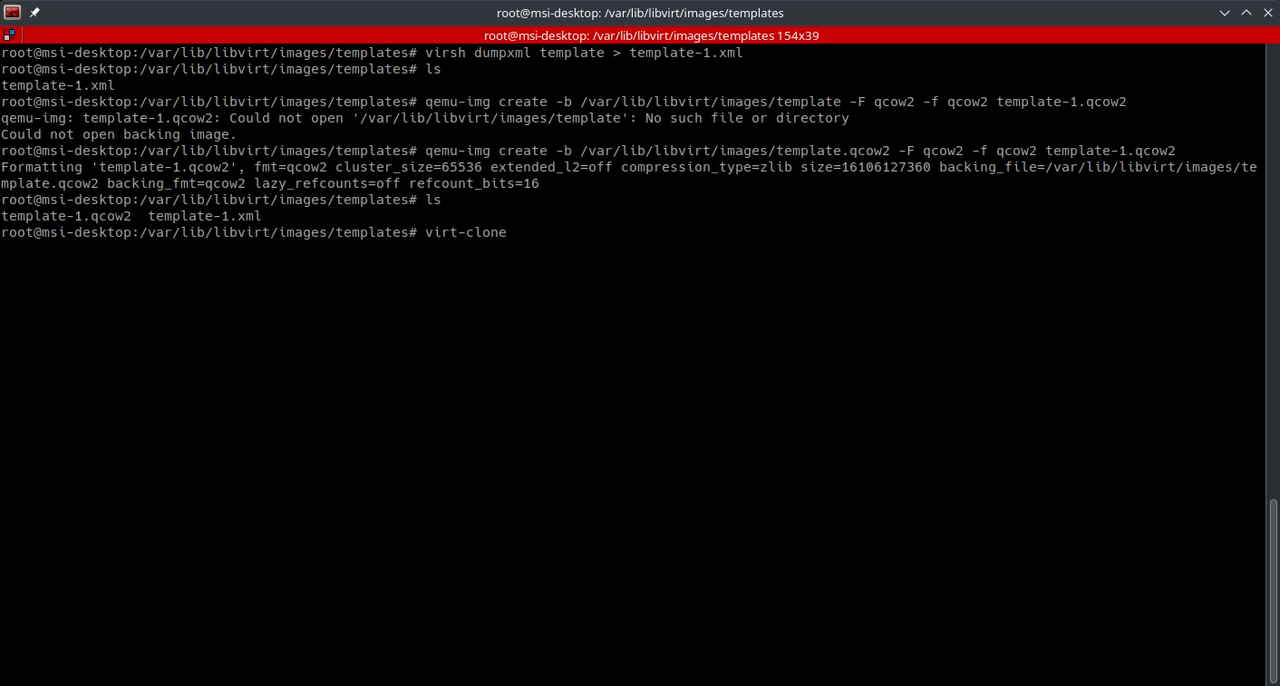 root@msi-desktop: /var/lib/libvirt/images/templates
root@msi-desktop: /var/lib/libvirt/images/templates 154x39
root@msi-desktop:/var/lib/libvirt/images/templates# virsh dumpxml template > template-1.xml
root@msi-desktop:/var/lib/libvirt/images/templates# ls
template-1.xml
root@msi-desktop:/var/lib/libvirt/images/templates# qemu-img create -b /var/lib/libvirt/images/template -F qcow2 -f qcow2 template-1.qcow2
qemu-img: template-1.qcow2: Could not open '/var/lib/libvirt/images/template': No such file or directory
Could not open backing image.
root@msi-desktop:/var/lib/libvirt/images/templates# qemu-img create -b /var/lib/libvirt/images/template.qcow2 -F qcow2 -f qcow2 template-1.qcow2
Formatting 'template-1.qcow2', fmt=qcow2 cluster_size=65536 extended_l2=off compression_type=zlib size=16106127360 backing_file=/var/lib/libvirt/images/te
mplate.qcow2 backing_fmt=qcow2 lazy_refcounts=off refcount_bits=16
root@msi-desktop:/var/lib/libvirt/images/templates# ls
template-1.qcow2  template-1.xml
root@msi-desktop:/var/lib/libvirt/images/templates# virt-clone